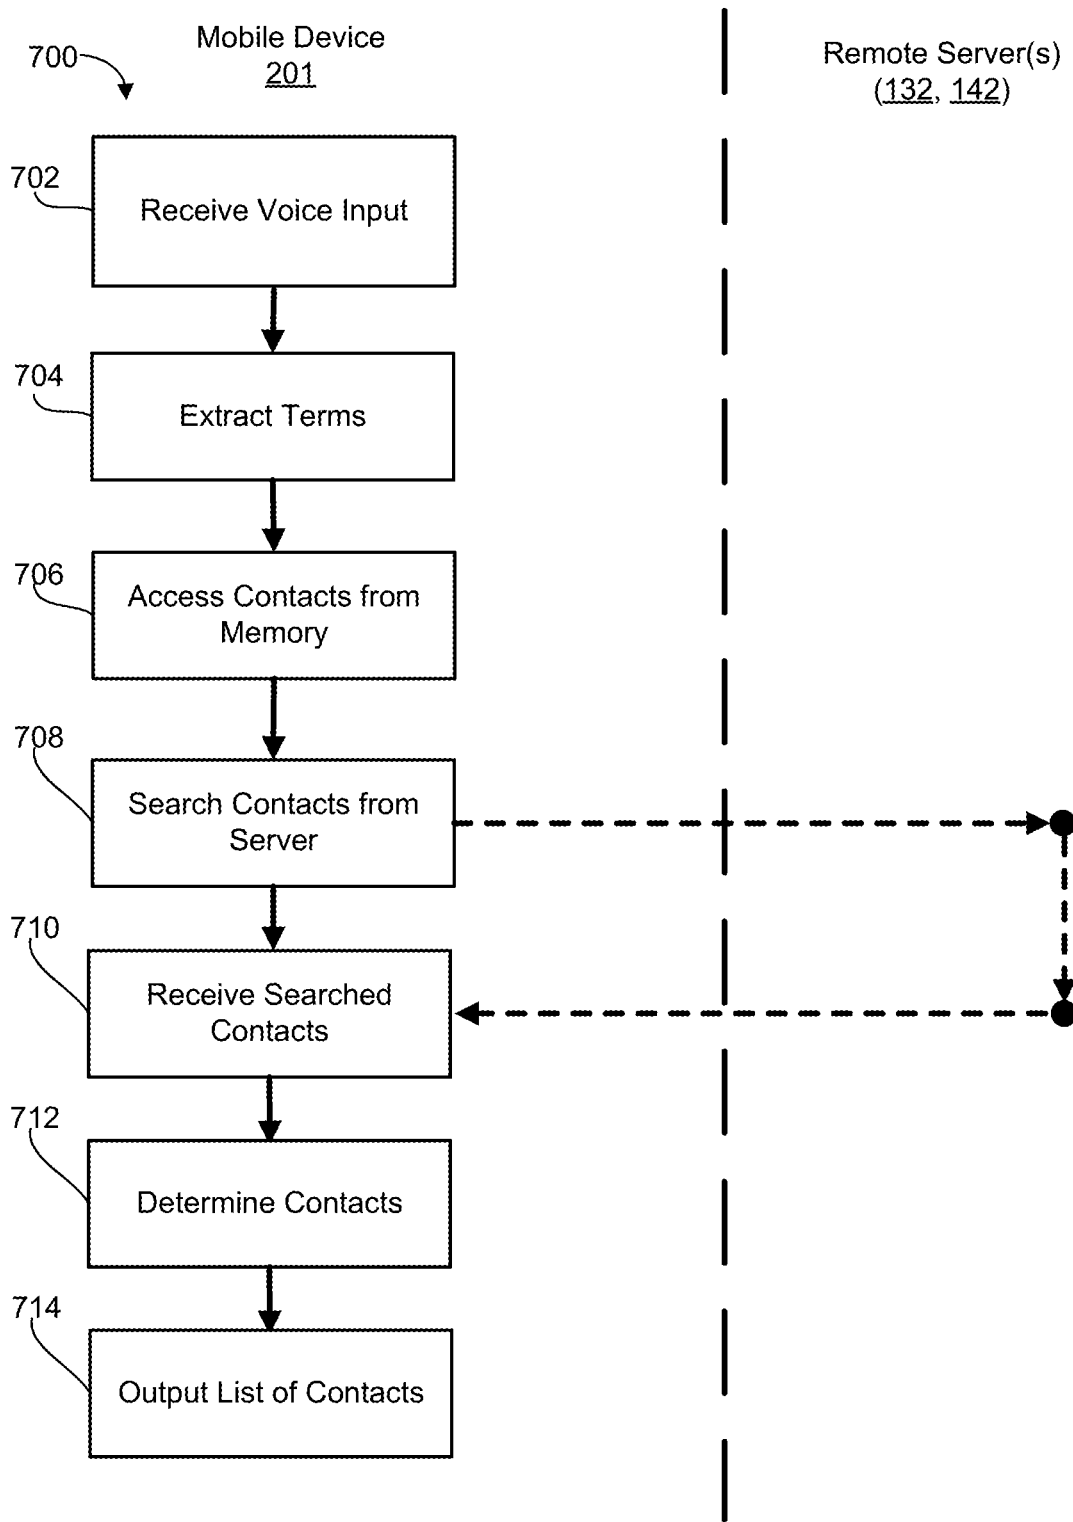 Mobile Device
201
700
Remote Server(s)
(132, 142)
702
Receive Voice Input
704
Extract Terms
706
Access Contacts from
Memory
708
Search Contacts from
Server
710
Receive Searched
Contacts
712
Determine Contacts
714
Output List of Contacts